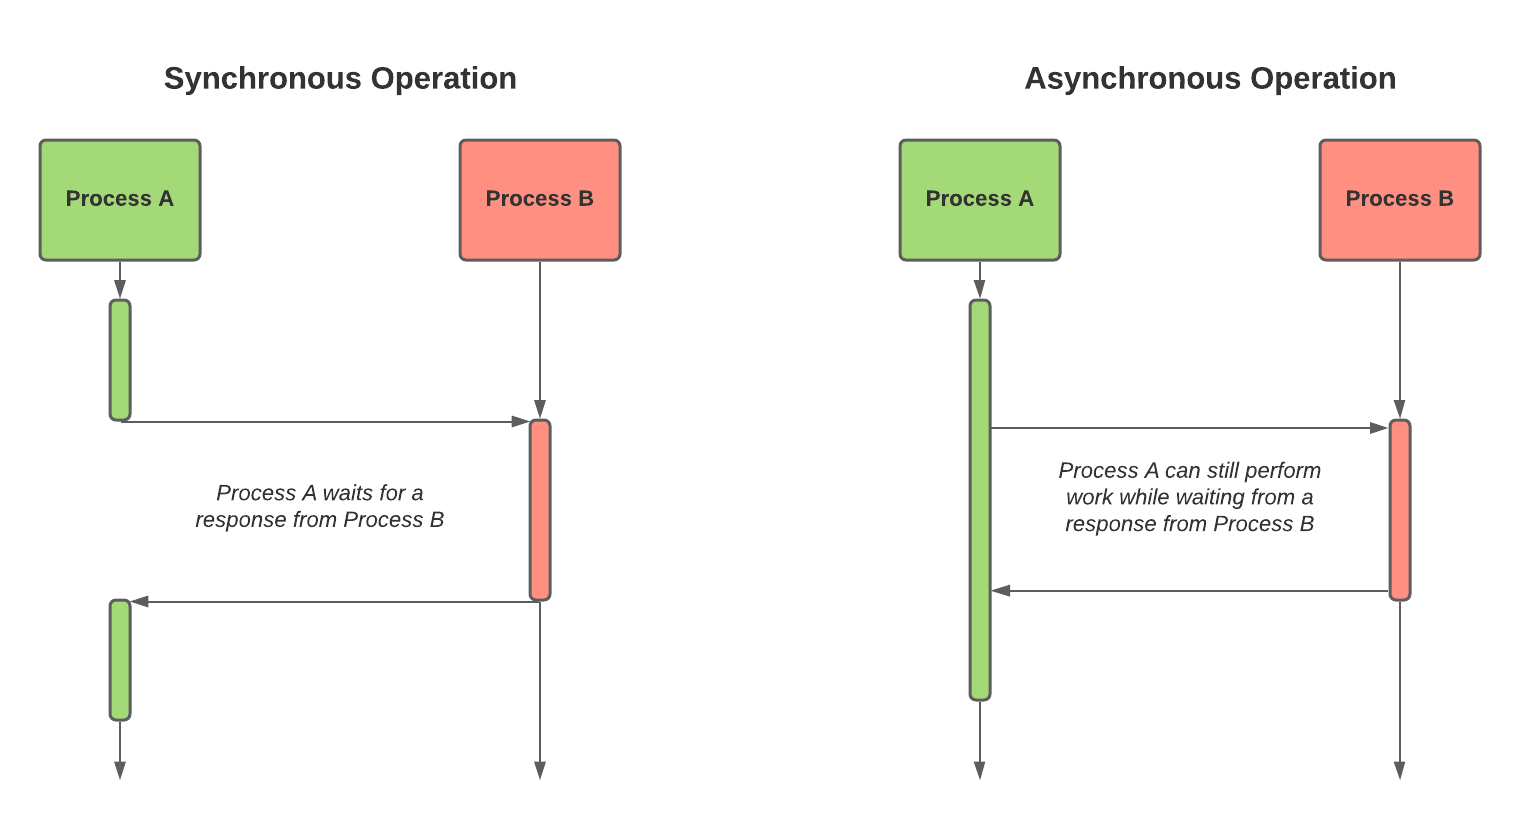 Synchronous Operation
Process A
Process B
Process A waits for a
response from Process B
Asynchronous Operation
Process A
Process B
Process A can still perform
work while waiting from a
response from Process B